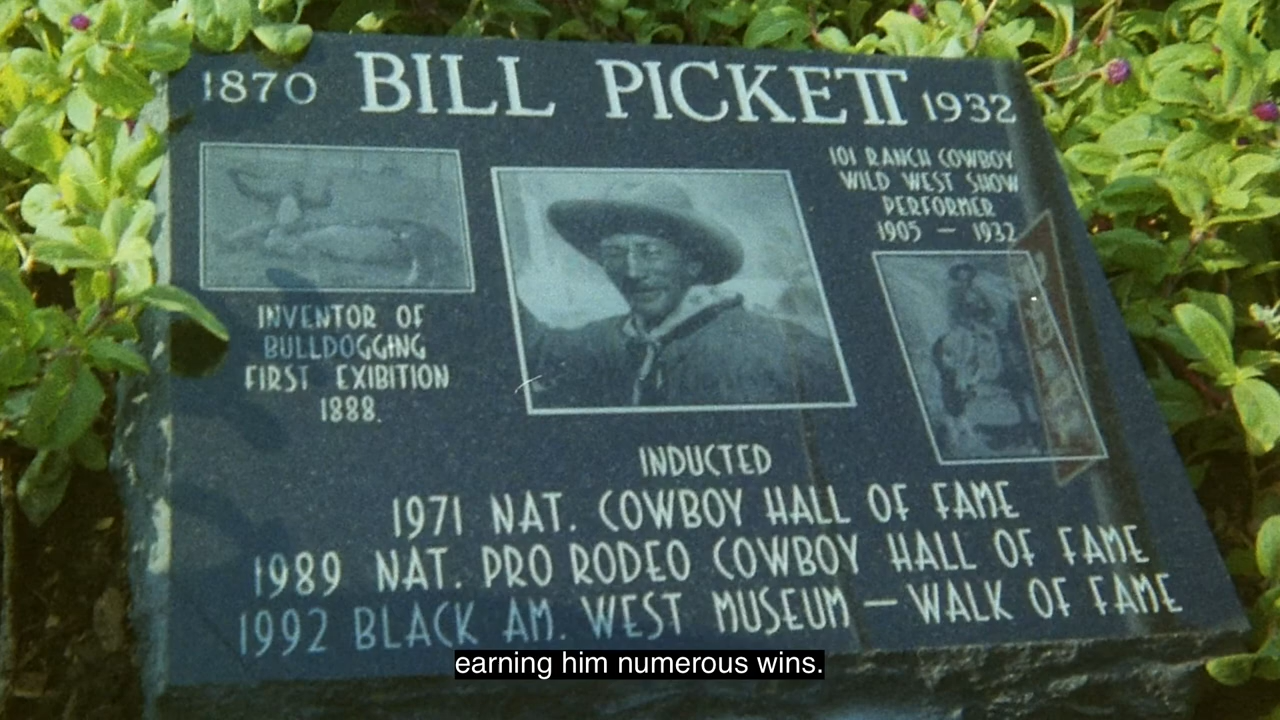 1870 BILL PICKETT 1932
101 RANCH COWBOY
WILD WEST SHOW
PERFORMER
1905 – 1932
INVENTOR OF
BULLDOGGING
FIRST EXIBITION
1888.
INDUCTED
1971 NAT. COWBOY HALL OF FAME
1989 NAT. PRO RODEO COWBOY HALL OF FAME
1992 BLACK AM. WEST MUSEUM – WALK OF FAME
earning him numerous wins.